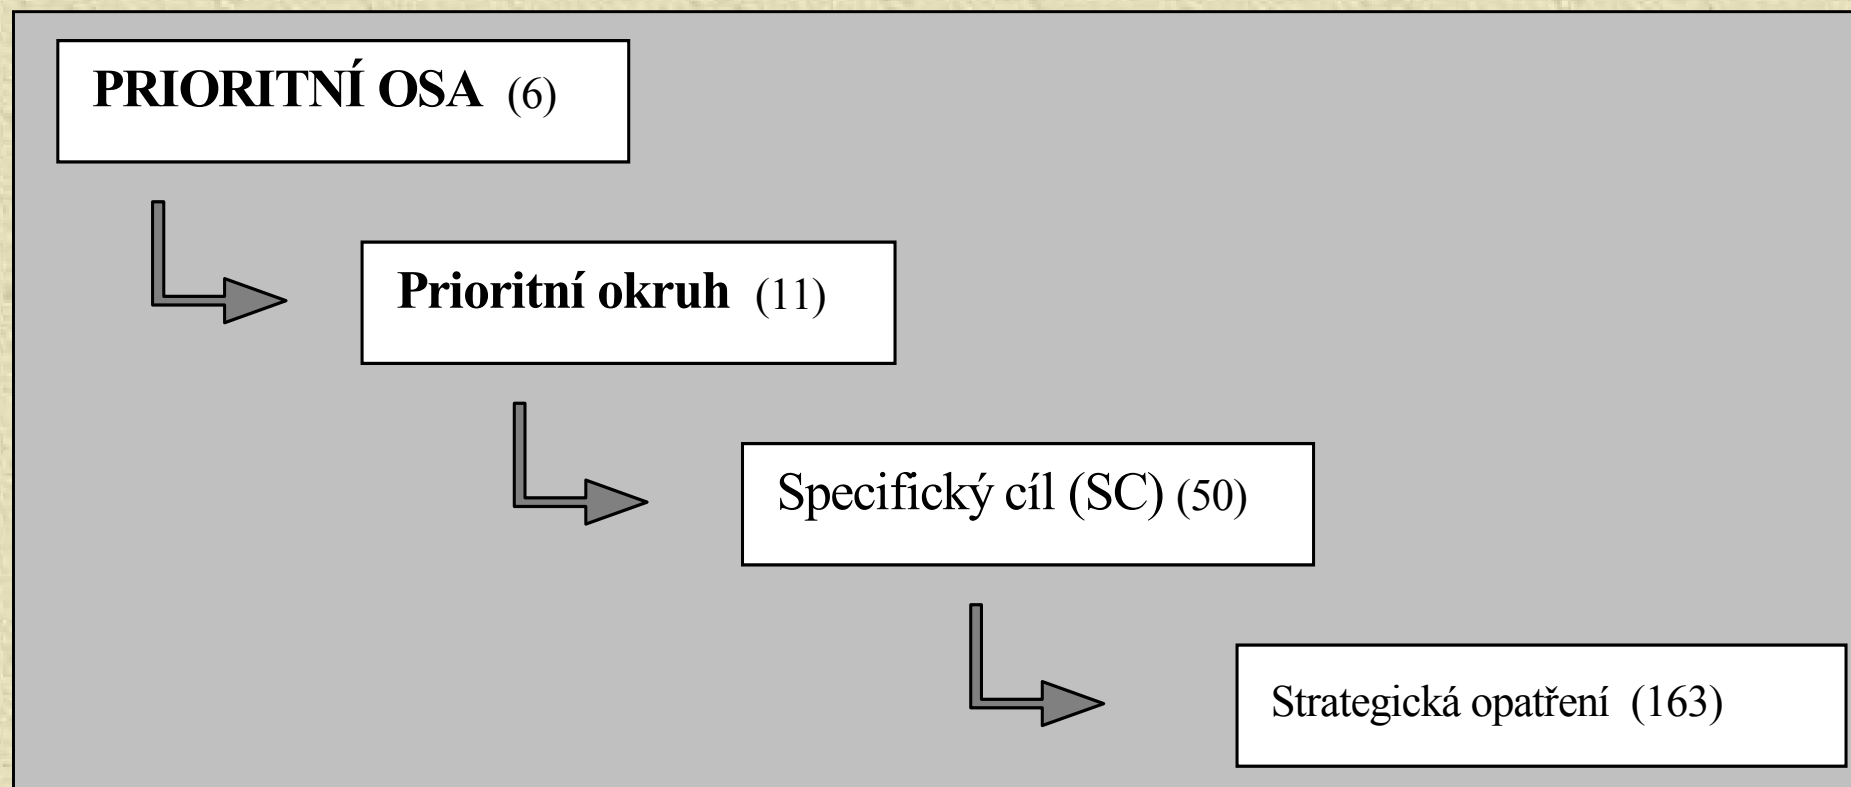 PRIORITNÍ OSA (6)
Prioritní okruh (11)
Specifický cíl (SC) (50)
Strategická opatření (163)